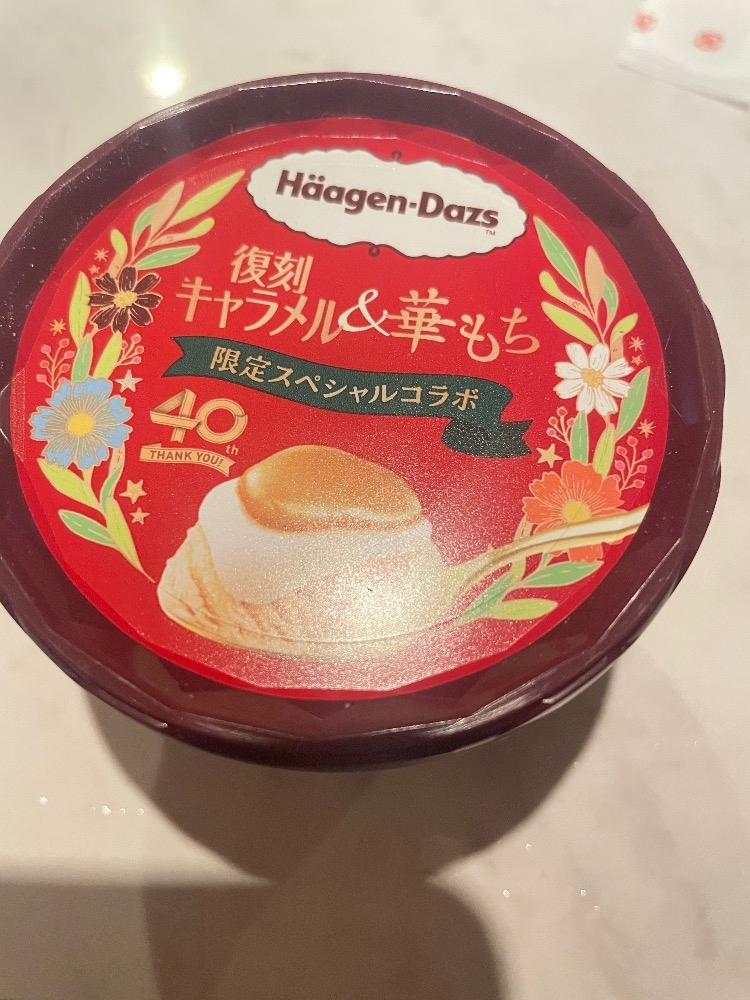 Häagen-Dazs
TM
復刻
キャラメル&華もち
限定スペシャルコラボ
40th
THANK YOU!